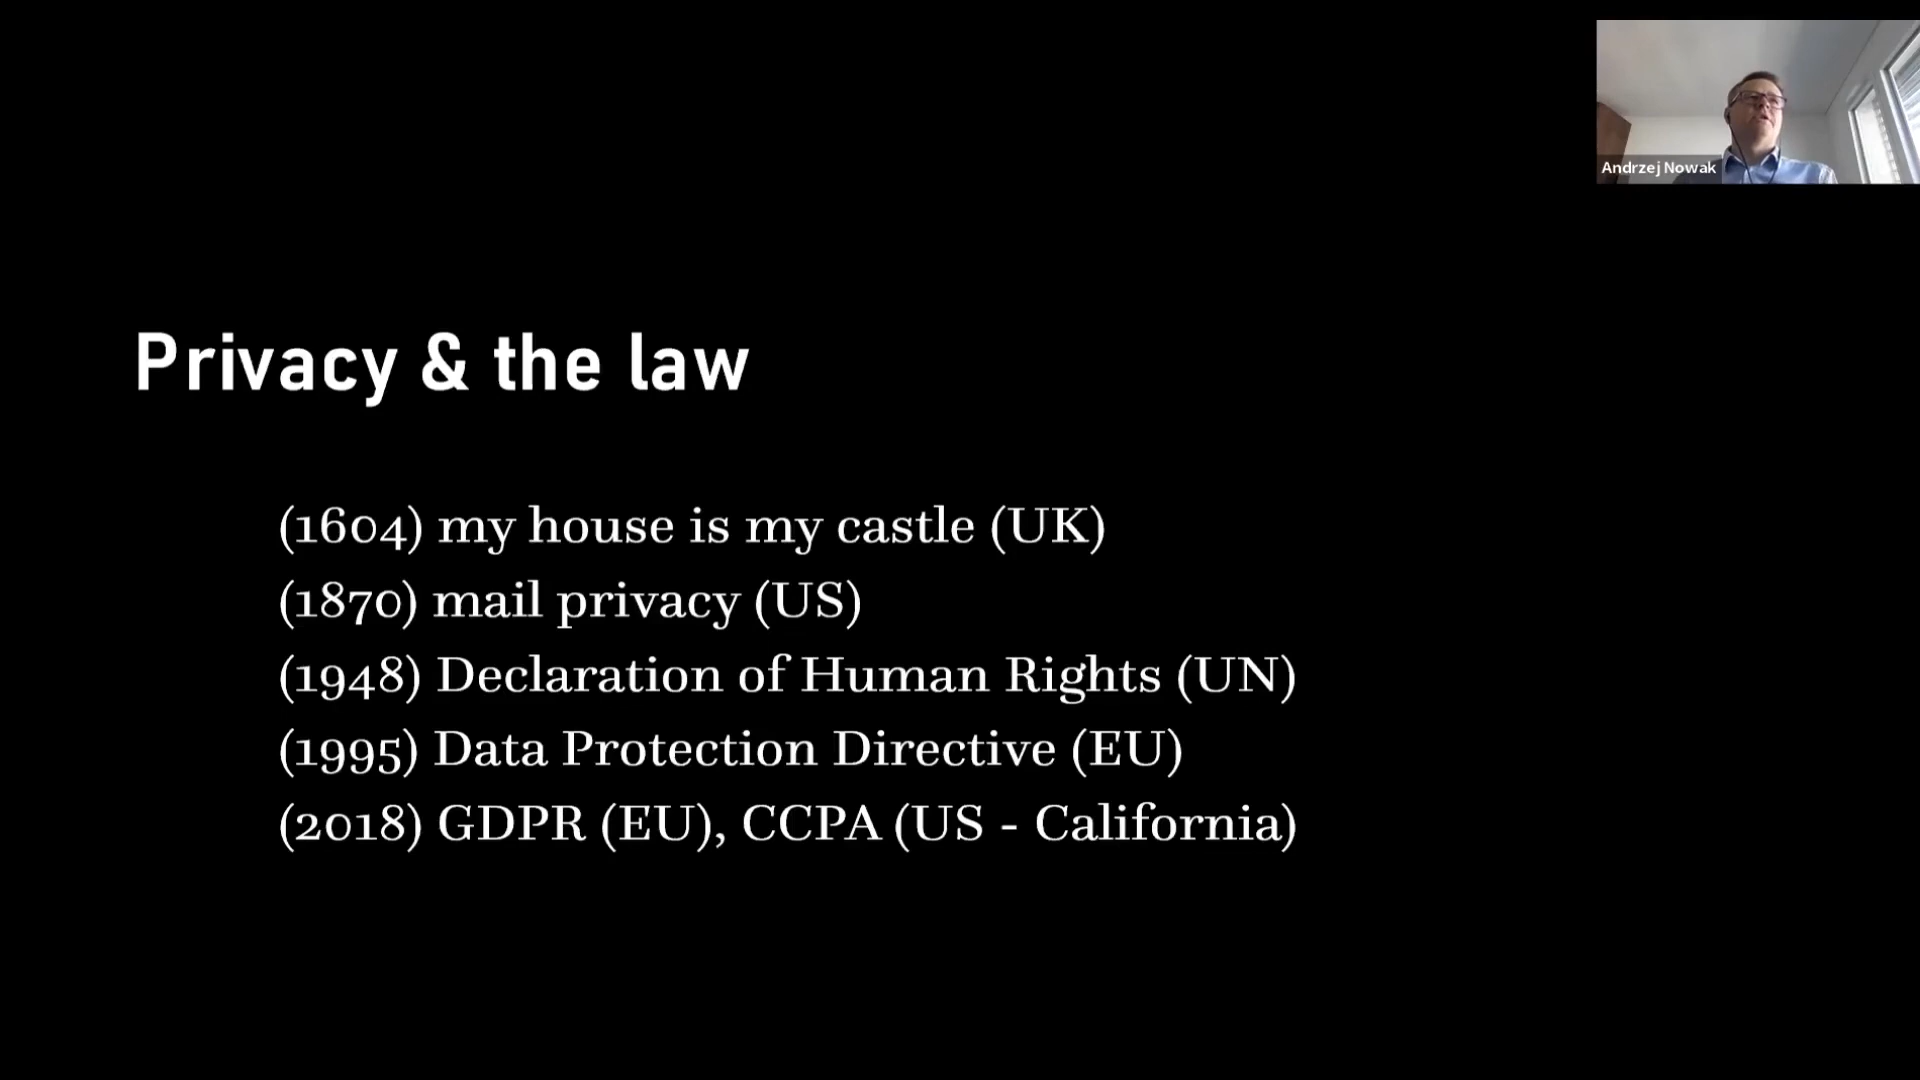 Andrzej Nowak
Privacy & the law
(1604) my house is my castle (UK)
(1870) mail privacy (US)
(1948) Declaration of Human Rights (UN)
(1995) Data Protection Directive (EU)
(2018) GDPR (EU), CCPA (US - California)